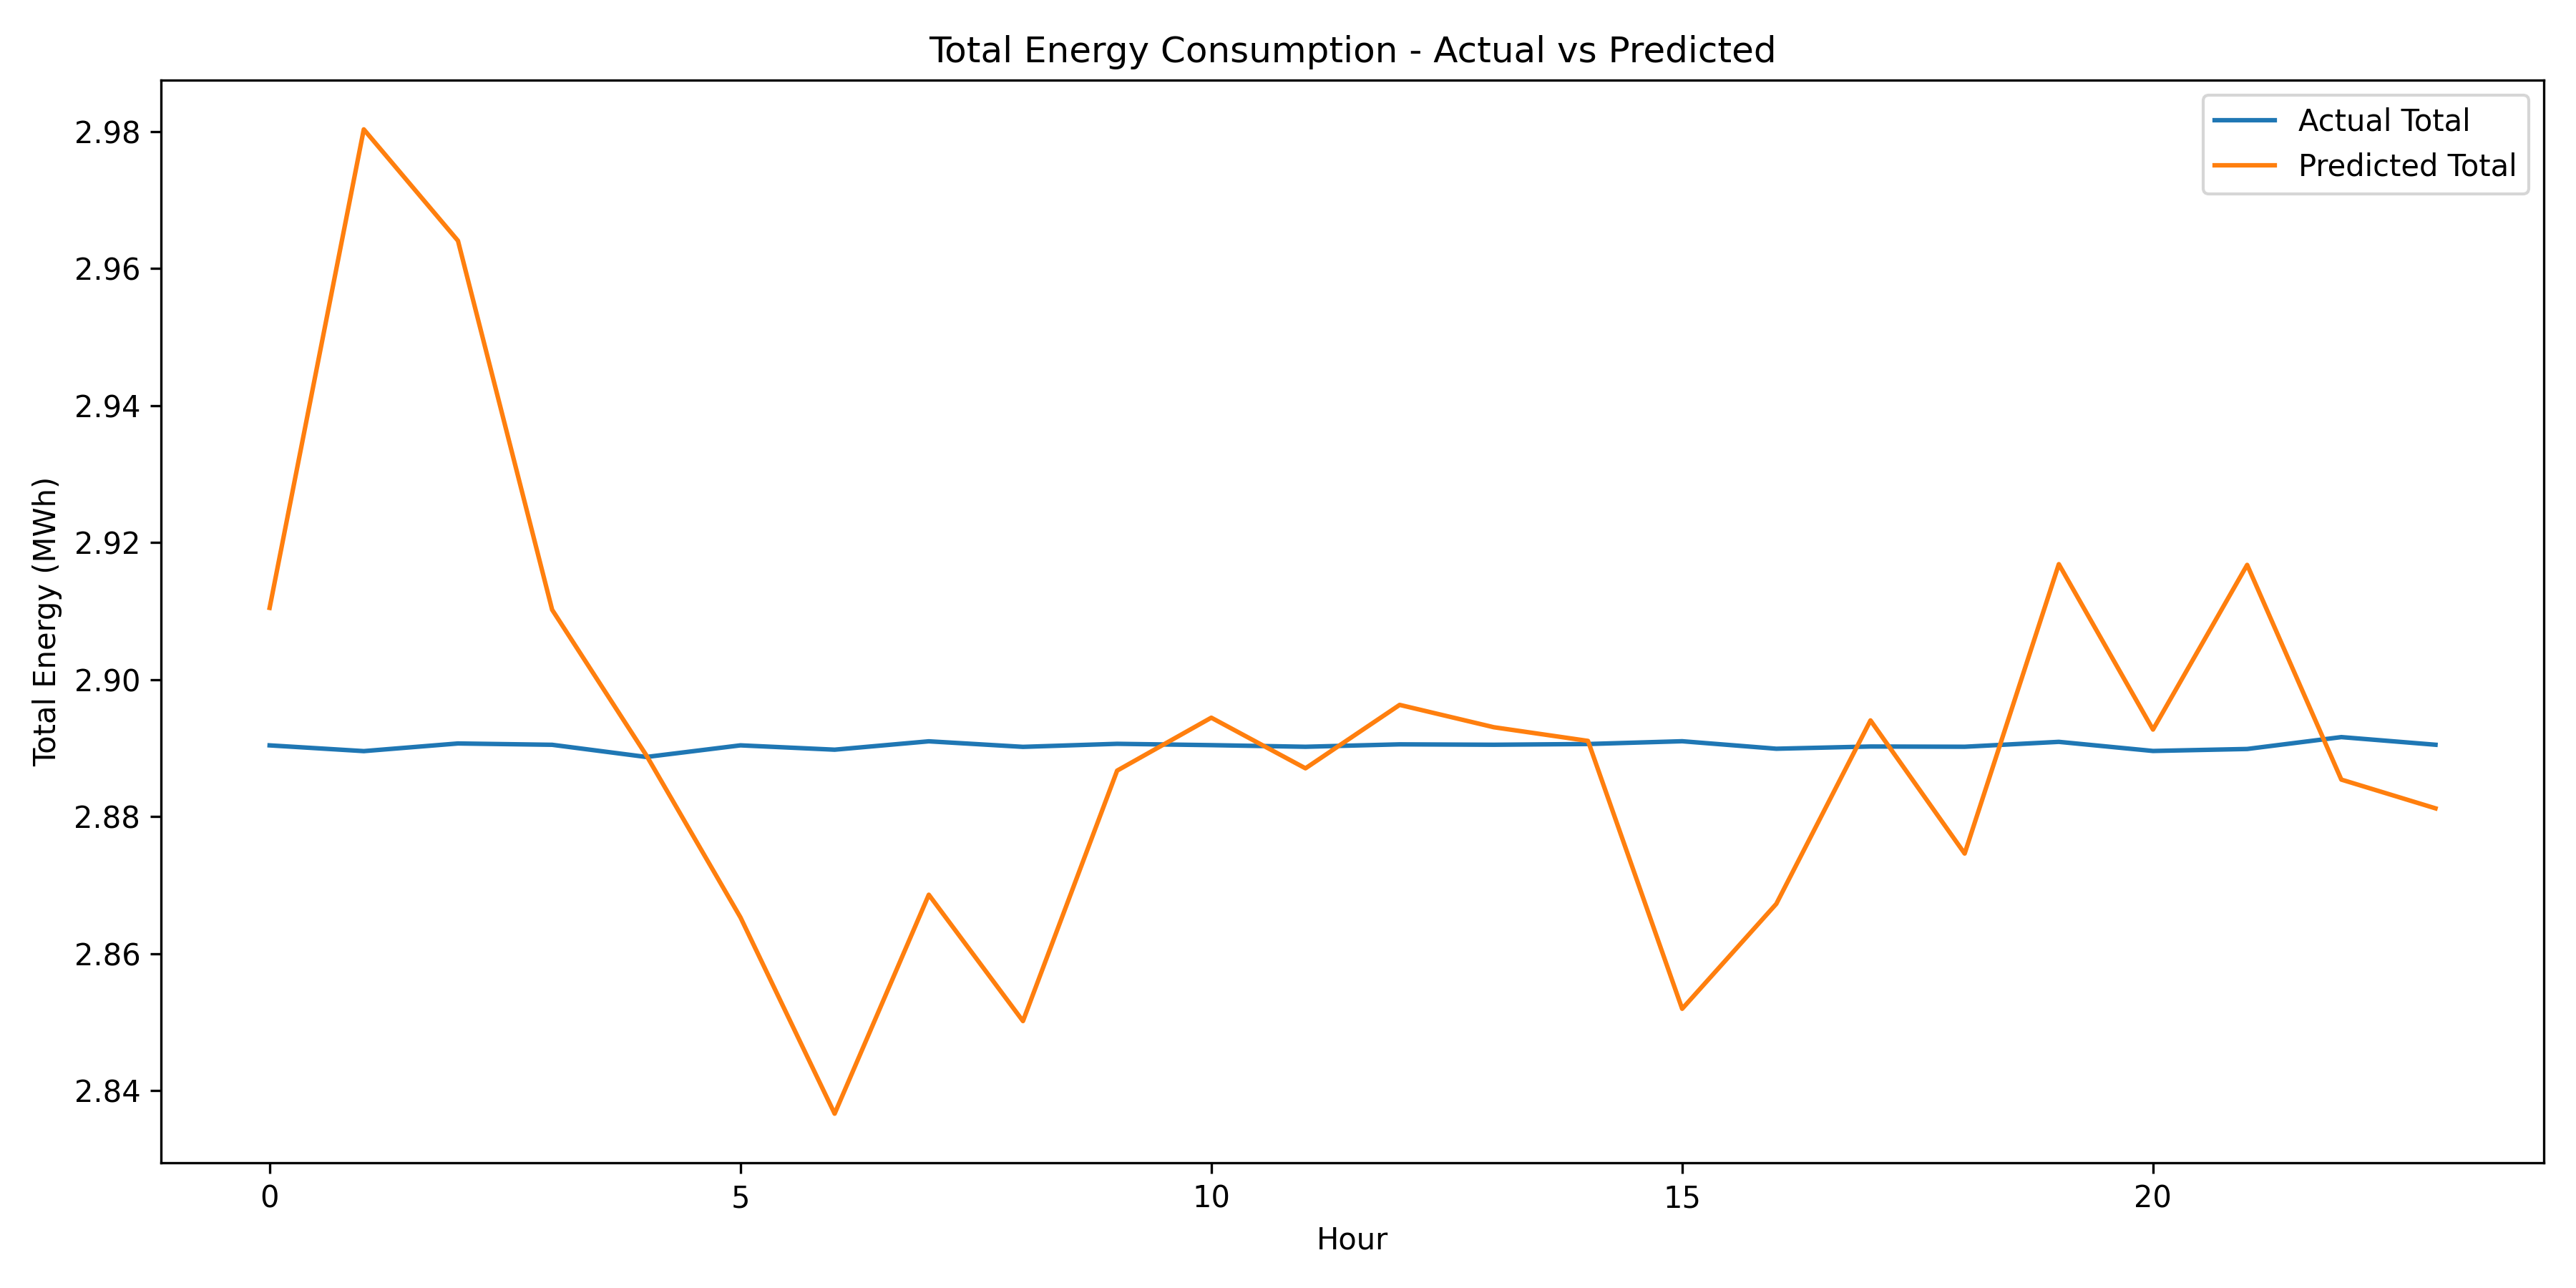 Total Energy Consumption - Actual vs Predicted
Actual Total
Predicted Total
Total Energy (MWh)
2.98
2.96
2.94
2.92
2.90
2.88
2.86
2.84
0 5 10 15 20
Hour